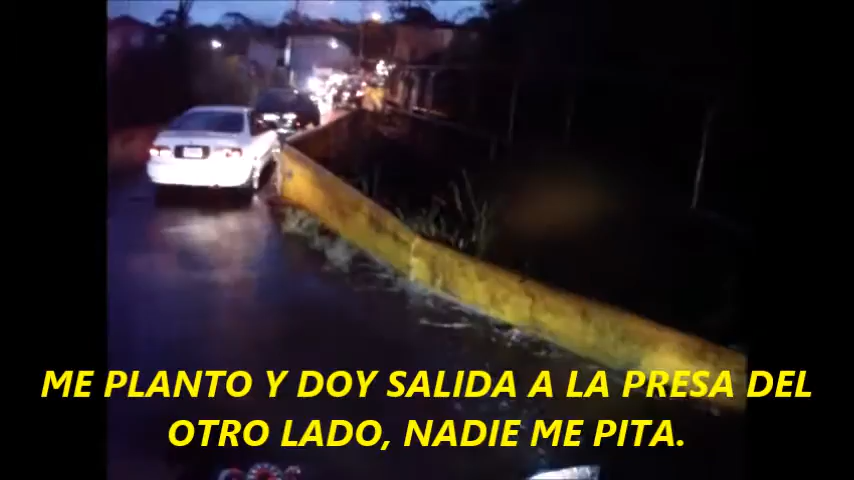 ME PLANTO Y DOY SALIDA A LA PRESA DEL
OTRO LADO, NADIE ME PITA.